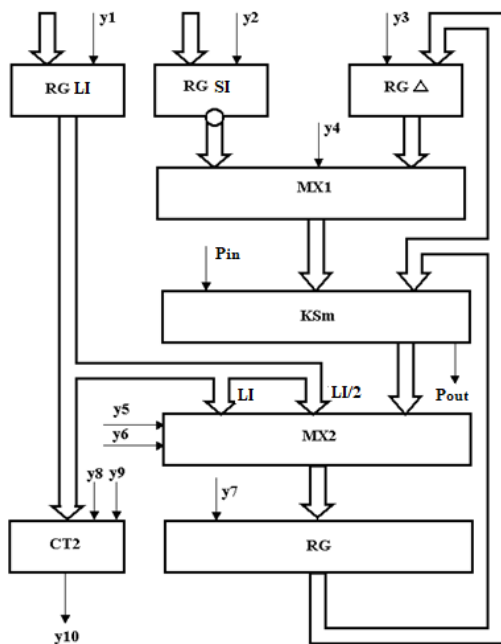 y1
y2
y3
RG LI
RG SI
RG △
y4
MX1
Pin
KSm
LI
LI/2
Pout
y5
y6
MX2
y8
y9
y7
CT2
RG
y10